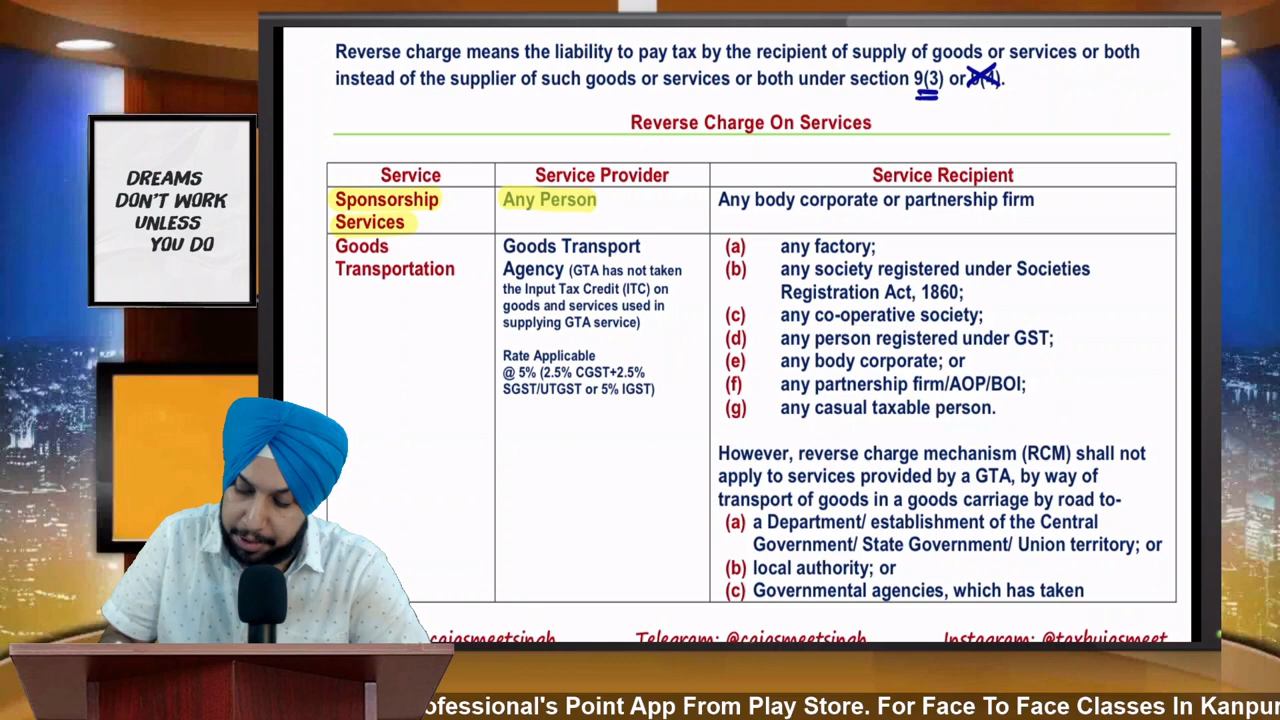 Reverse charge means the liability to pay tax by the recipient of supply of goods or services or both
instead of the supplier of such goods or services or both under section 9(3) or 9(4).
Reverse Charge On Services
Service Service Provider Service Recipient
Sponsorship Any Person Any body corporate or partnership firm
Services
Goods
Transportation
Goods Transport
Agency (GTA has not taken
the Input Tax Credit (ITC) on
goods and services used in
supplying GTA service)
Rate Applicable
@ 5% (2.5% CGST+2.5%
SGST/UTGST or 5% IGST)
(a) any factory;
(b) any society registered under Societies
Registration Act, 1860;
(c) any co-operative society;
(d) any person registered under GST;
(e) any body corporate; or
(f) any partnership firm/AOP/BOI;
(g) any casual taxable person.
However, reverse charge mechanism (RCM) shall not
apply to services provided by a GTA, by way of
transport of goods in a goods carriage by road to-
(a) a Department/ establishment of the Central
Government/ State Government/ Union territory; or
(b) local authority; or
(c) Governmental agencies, which has taken
cajasmeetsingh Telegram: @cajasmeetsingh Instagram: @taxbyjasmeet
DREAMS
DON'T WORK
UNLESS
YOU DO
ofessional's Point App From Play Store. For Face To Face Classes In Kanpur